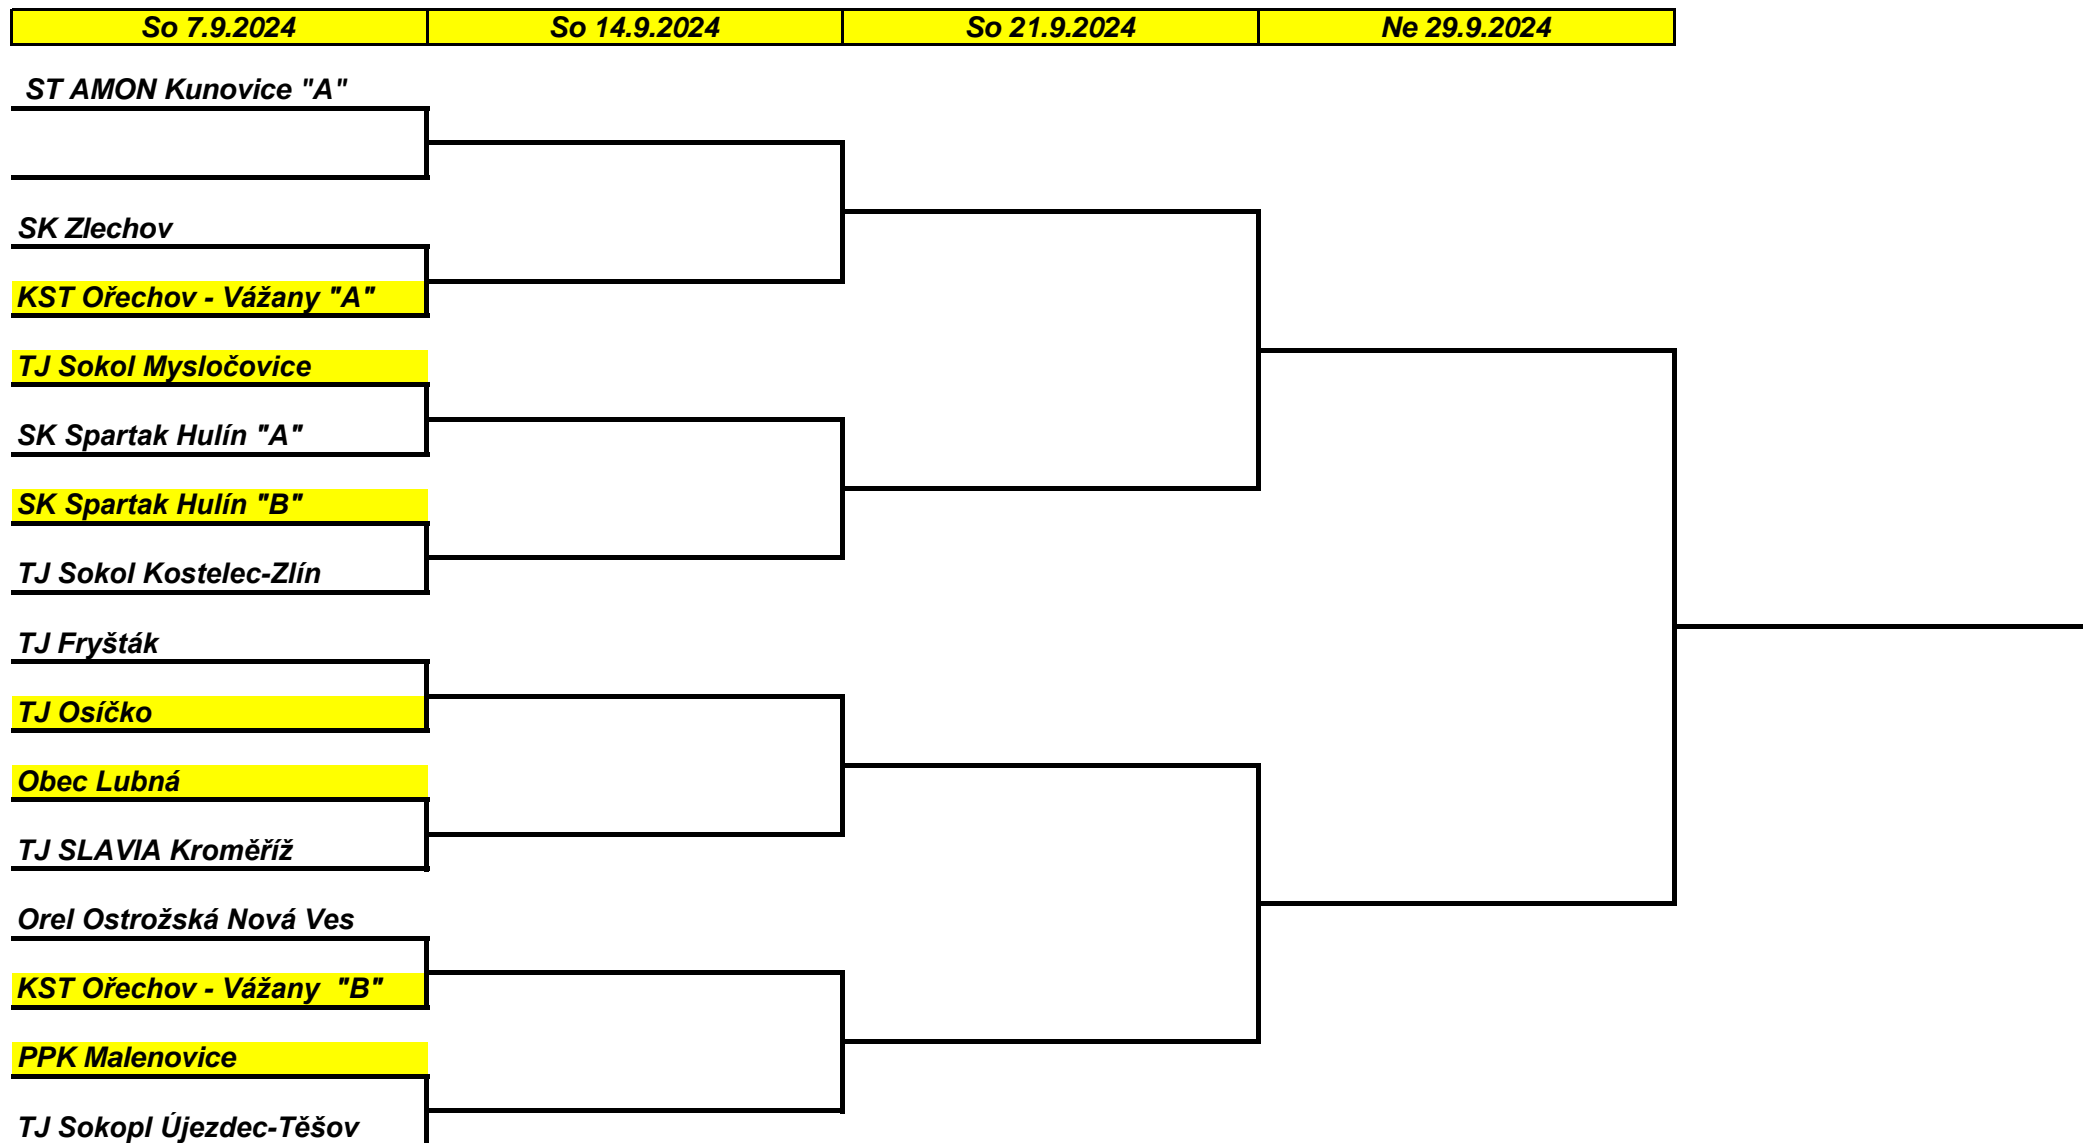 So 7.9.2024 So 14.9.2024 So 21.9.2024 Ne 29.9.2024
ST AMON Kunovice "A"
SK Zlechov
KST Ořechov - Vážany "A"
TJ Sokol Mysločovice
SK Spartak Hulín "A"
SK Spartak Hulín "B"
TJ Sokol Kostelec-Zlín
TJ Fryšták
TJ Osíčko
Obec Lubná
TJ SLAVIA Kroměříž
Orel Ostrožská Nová Ves
KST Ořechov - Vážany "B"
PPK Malenovice
TJ Sokopl Újezdec-Těšov